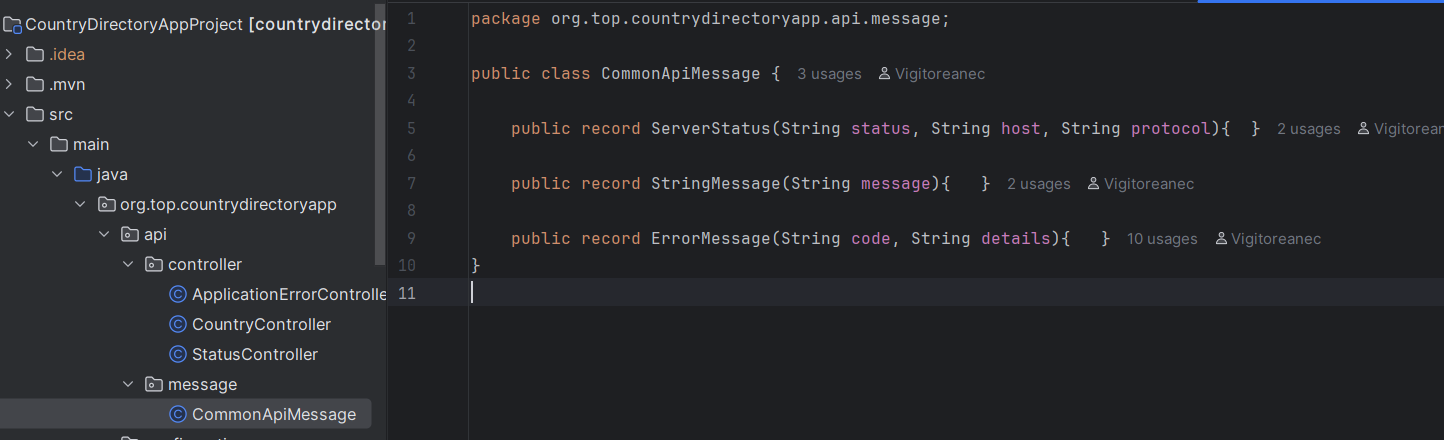 CountryDirectoryAppProject [countrydirector
.idea
.mvn
src
main
java
org.top.countrydirectoryapp
api
controller
ApplicationErrorControlle
CountryController
StatusController
message
CommonApiMessage
1 package org.top.countrydirectoryapp.api.message;
2
3 public class CommonApiMessage { 3 usages Vigitoreanec
4
5 public record ServerStatus(String status, String host, String protocol){ } 2 usages Vigitorean
6
7 public record StringMessage(String message){ } 2 usages Vigitoreanec
8
9 public record ErrorMessage(String code, String details){ } 10 usages Vigitoreanec
10 }
11